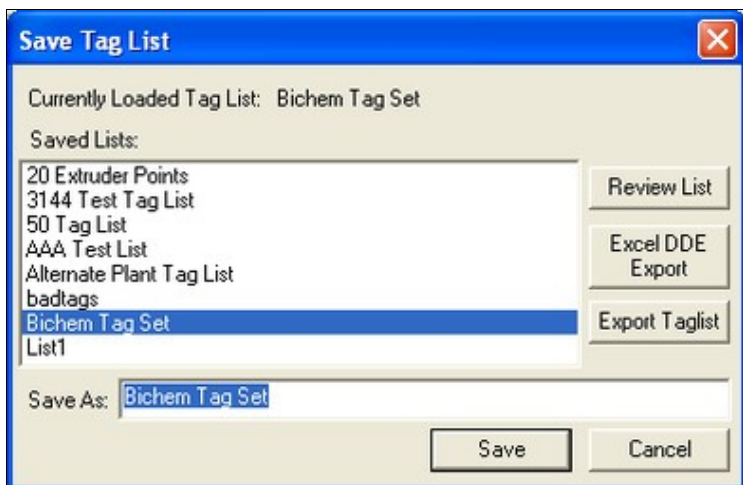 Save Tag List
Currently Loaded Tag List: Bichem Tag Set
Saved Lists:
20 Extruder Points
3144 Test Tag List
50 Tag List
AAA Test List
Alternate Plant Tag List
badtags
Bichem Tag Set
List1
Review List
Excel DDE
Export
Export Taglist
Save As: Bichem Tag Set
Save
Cancel